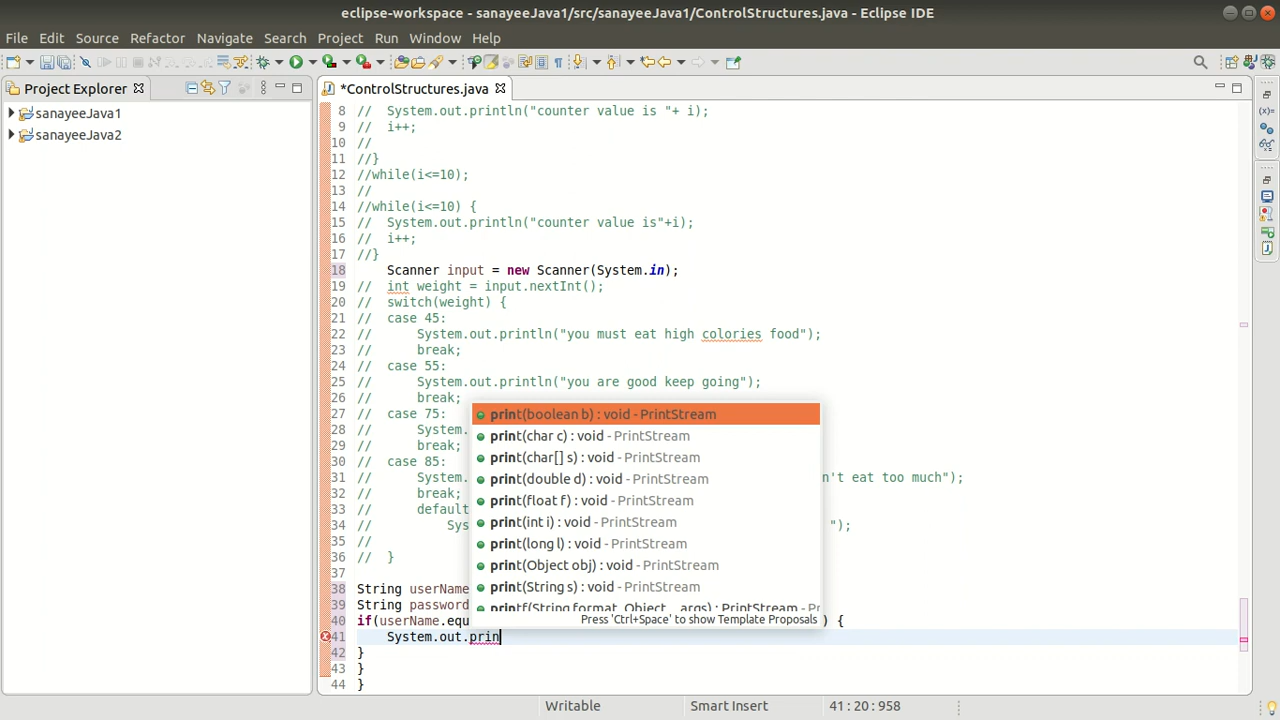 eclipse-workspace - sanayeeJava1/src/sanayeeJava1/ControlStructures.java - Eclipse IDE
File Edit Source Refactor Navigate Search Project Run Window Help
Project Explorer
*ControlStructures.java
sanayeeJava1
sanayeeJava2
8 //  System.out.println("counter value is "+ i);
9 //  i++;
10 //
11 //}
12 //while(i<=10);
13 //
14 //while(i<=10) {
15 //  System.out.println("counter value is"+i);
16 //  i++;
17 //}
18     Scanner input = new Scanner(System.in);
19 //  int weight = input.nextInt();
20 //  switch(weight) {
21 //  case 45:
22 //      System.out.println("you must eat high colories food");
23 //      break;
24 //  case 55:
25 //      System.out.println("you are good keep going");
26 //      break;
27 //  case 75:
28 //      System.
29 //      break;
30 //  case 85:
31 //      System. n't eat too much");
32 //      break;
33 //      default
34 //          Sys ");
35 //
36 //  }
37
38 String userName
39 String password
40 if(userName.equ ) {
41     System.out.prin
42 }
43 }
44 }
print(boolean b) : void - PrintStream
print(char c) : void - PrintStream
print(char[] s) : void - PrintStream
print(double d) : void - PrintStream
print(float f) : void - PrintStream
print(int i) : void - PrintStream
print(long l) : void - PrintStream
print(Object obj) : void - PrintStream
print(String s) : void - PrintStream
printf(String format, Object... args) : PrintStream - Pr
Press 'Ctrl+Space' to show Template Proposals
Writable Smart Insert 41 : 20 : 958